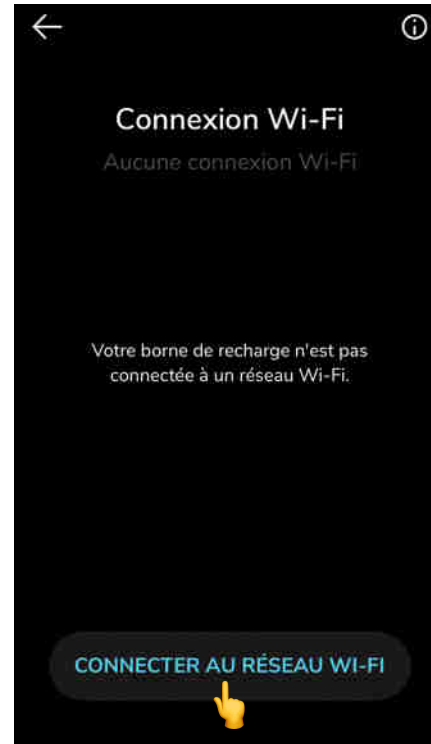 Connexion Wi-Fi
Aucune connexion Wi-Fi
Votre borne de recharge n'est pas
connectée à un réseau Wi-Fi.
CONNECTER AU RÉSEAU WI-FI